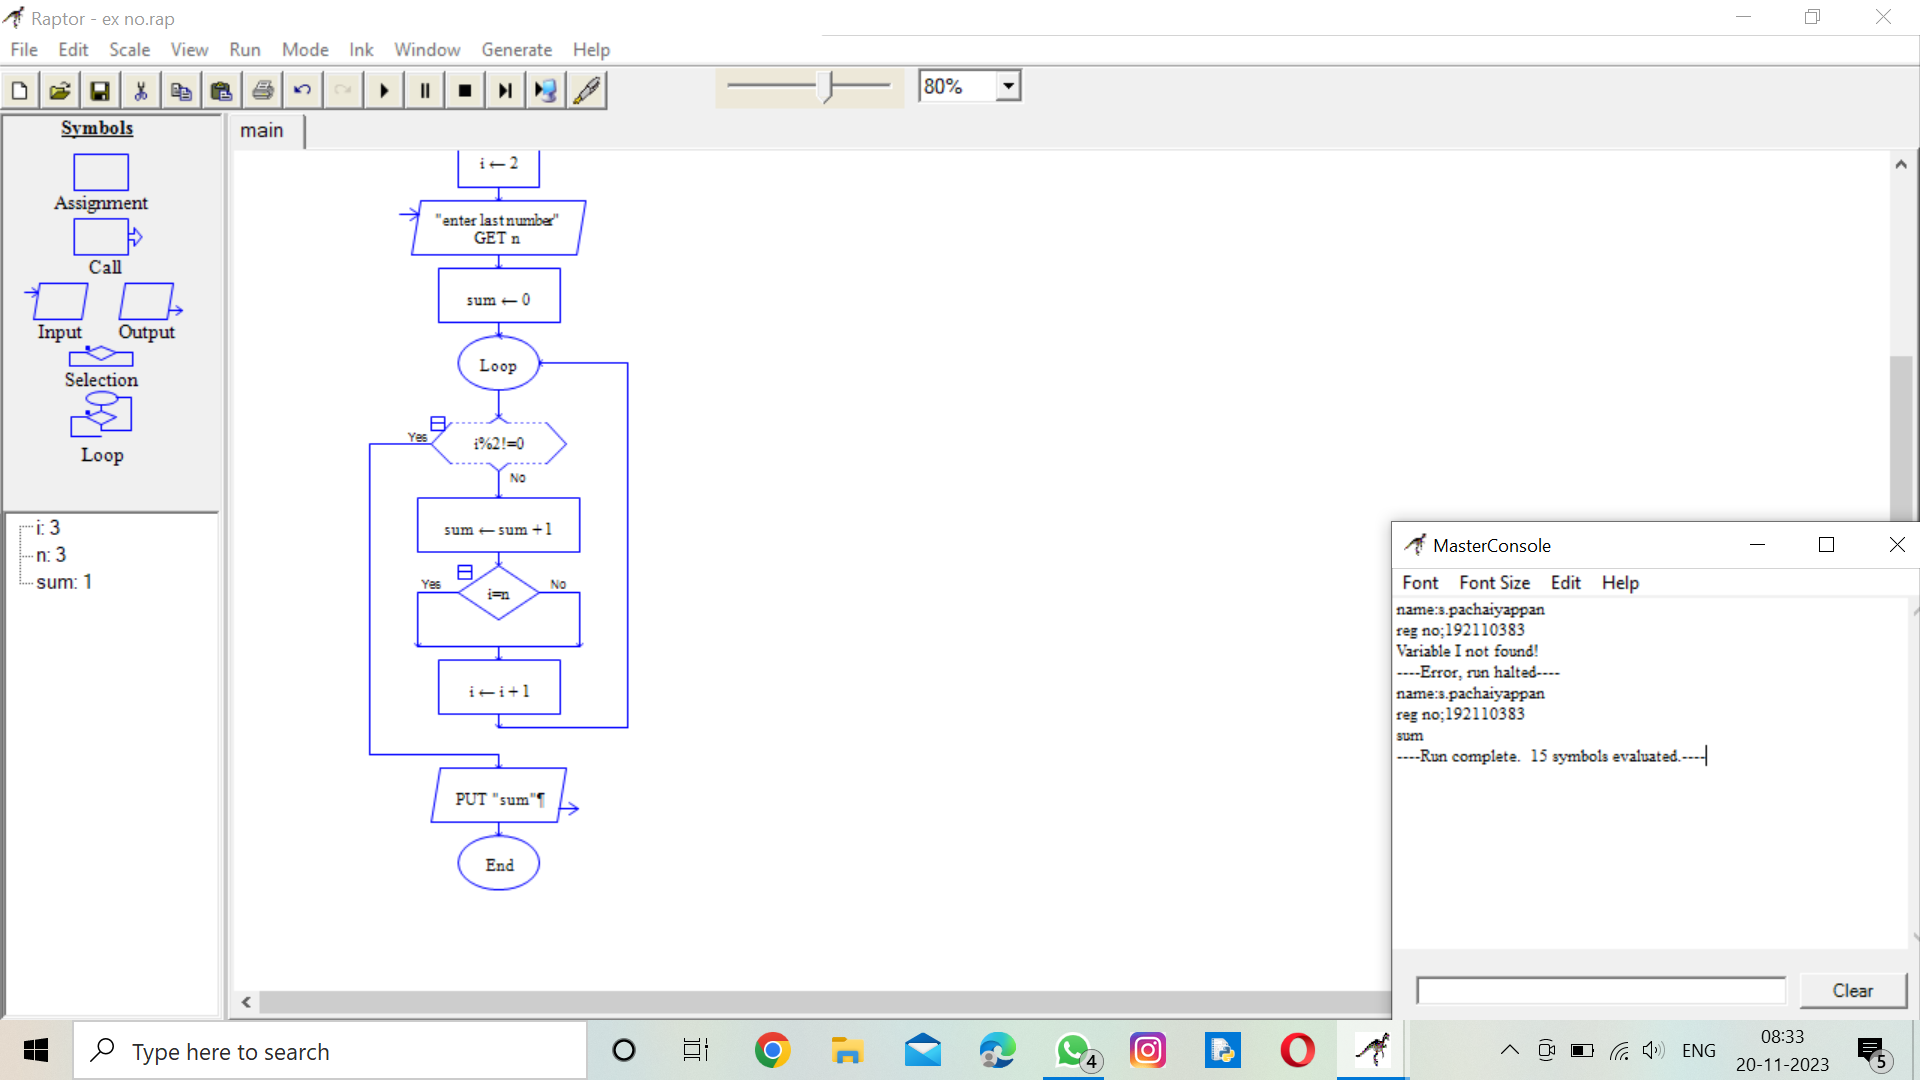 Raptor - ex no.rap
File Edit Scale View Run Mode Ink Window Generate Help
80%
Symbols
Assignment
Call
Input Output
Selection
Loop
i: 3
n: 3
sum: 1
main
i ← 2
"enter last number"
GET n
sum ← 0
Loop
Yes
i%2!=0
No
sum ← sum + 1
Yes
No
i=n
i ← i + 1
PUT "sum"¶
End
MasterConsole
Font Font Size Edit Help
name:s.pachaiyappan
reg no;192110383
Variable I not found!
----Error, run halted----
name:s.pachaiyappan
reg no;192110383
sum
----Run complete.  15 symbols evaluated.----
Clear
Type here to search
4
ENG
08:33
20-11-2023
5